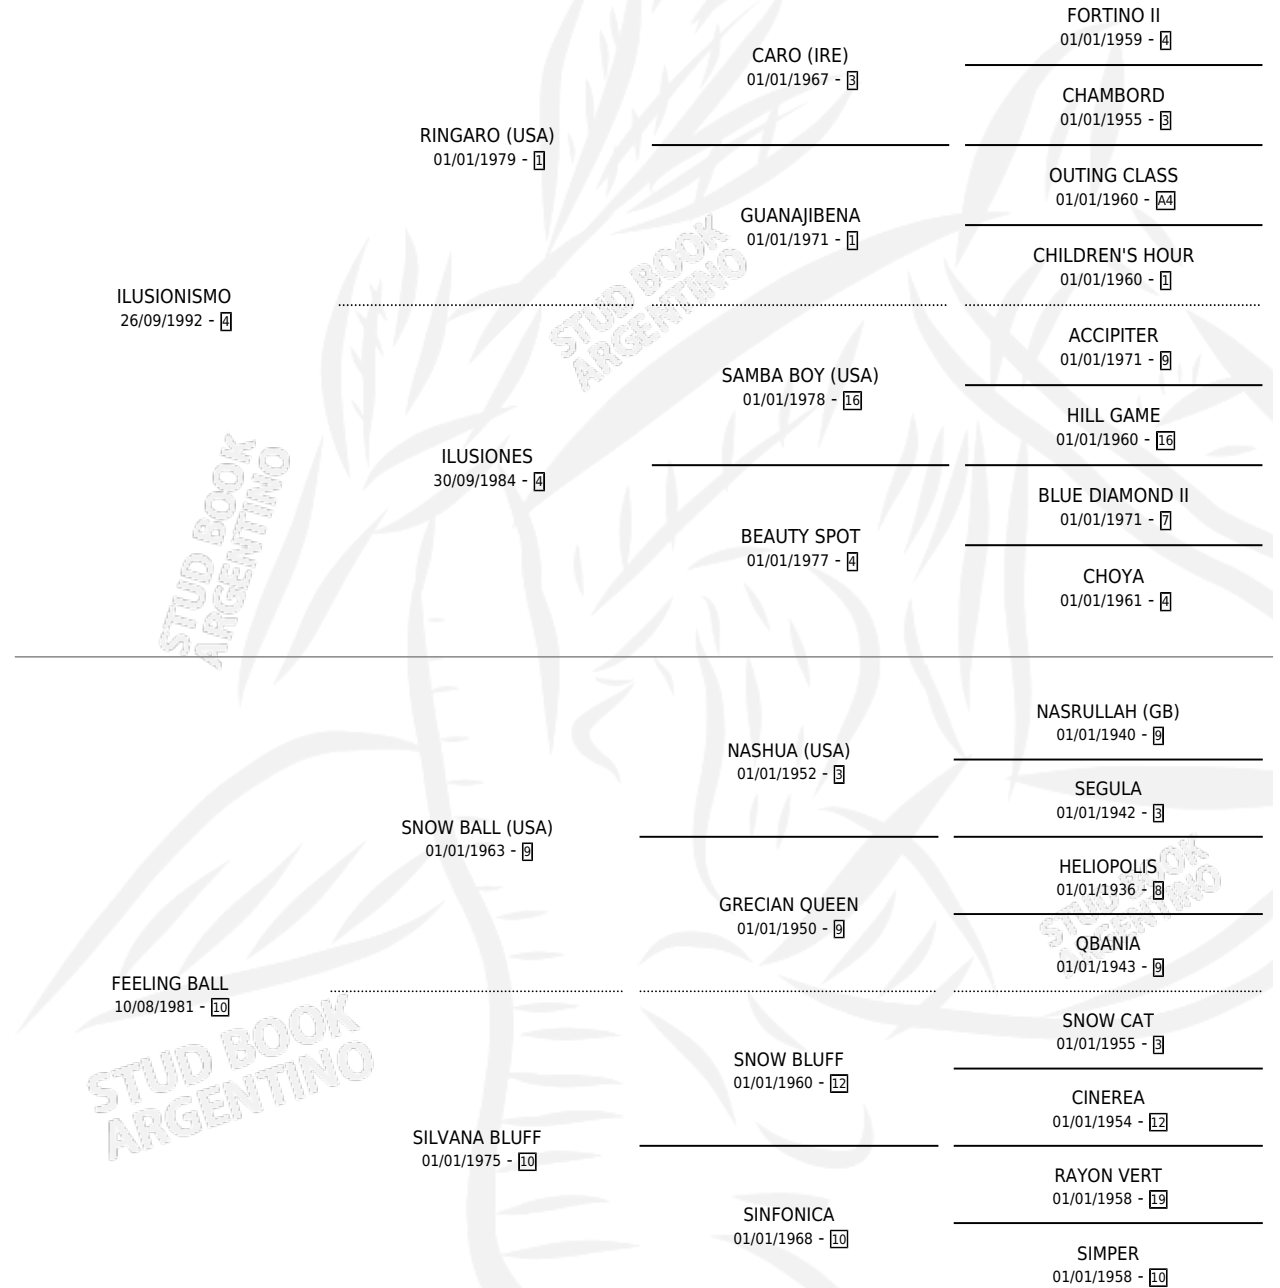 FORTINO II
01/01/1959 - 4
CARO (IRE)
01/01/1967 - 3
CHAMBORD
01/01/1955 - 3
RINGARO (USA)
01/01/1979 - 1
OUTING CLASS
01/01/1960 - A4
GUANAJIBENA
01/01/1971 - 1
CHILDREN'S HOUR
01/01/1960 - 1
ILUSIONISMO
26/09/1992 - 4
STUD BOOK
ARGENTINO
ACCIPITER
01/01/1971 - 9
SAMBA BOY (USA)
01/01/1978 - 16
HILL GAME
01/01/1960 - 16
ILUSIONES
30/09/1984 - 4
BLUE DIAMOND II
01/01/1971 - 7
BEAUTY SPOT
01/01/1977 - 4
CHOYA
01/01/1961 - 4
STUD BOOK
ARGENTINO
NASRULLAH (GB)
01/01/1940 - 9
NASHUA (USA)
01/01/1952 - 3
SEGULA
01/01/1942 - 3
SNOW BALL (USA)
01/01/1963 - 9
HELIOPOLIS
01/01/1936 - 8
GRECIAN QUEEN
01/01/1950 - 9
STUD BOOK
ARGENTINO
QBANIA
01/01/1943 - 9
FEELING BALL
10/08/1981 - 10
SNOW CAT
01/01/1955 - 3
STUD BOOK
ARGENTINO
SNOW BLUFF
01/01/1960 - 12
CINEREA
01/01/1954 - 12
SILVANA BLUFF
01/01/1975 - 10
RAYON VERT
01/01/1958 - 19
SINFONICA
01/01/1968 - 10
SIMPER
01/01/1958 - 10